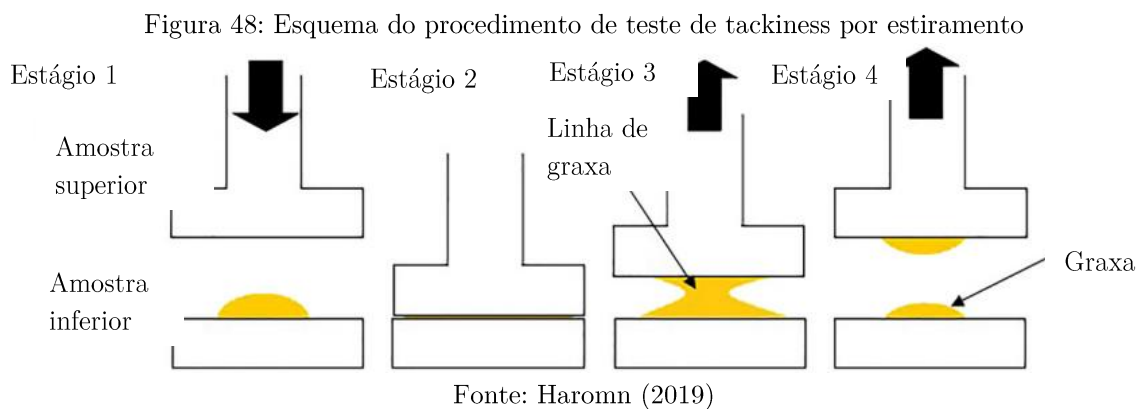 Figura 48: Esquema do procedimento de teste de tackiness por estiramento
Estágio 1
Estágio 2
Estágio 3
Estágio 4
Amostra
superior
Linha de
graxa
Amostra
inferior
Graxa
Fonte: Haromn (2019)